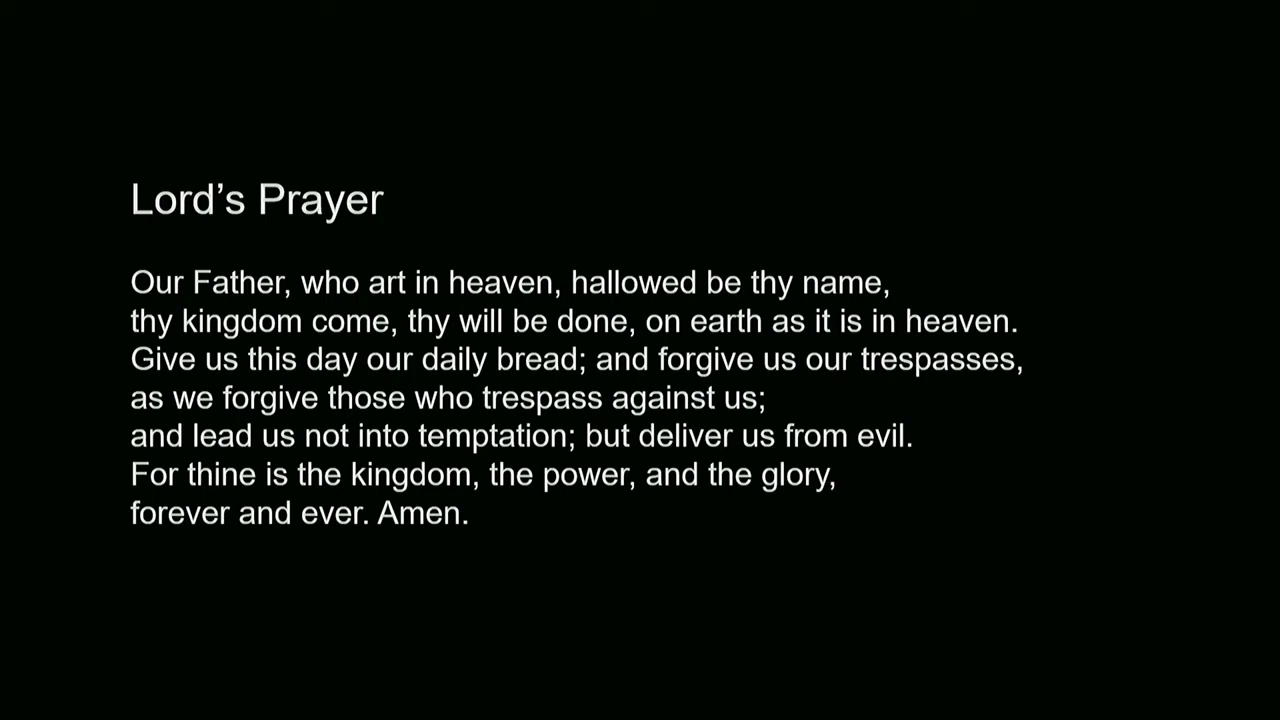 Lord’s Prayer
Our Father, who art in heaven, hallowed be thy name,
thy kingdom come, thy will be done, on earth as it is in heaven.
Give us this day our daily bread; and forgive us our trespasses,
as we forgive those who trespass against us;
and lead us not into temptation; but deliver us from evil.
For thine is the kingdom, the power, and the glory,
forever and ever. Amen.